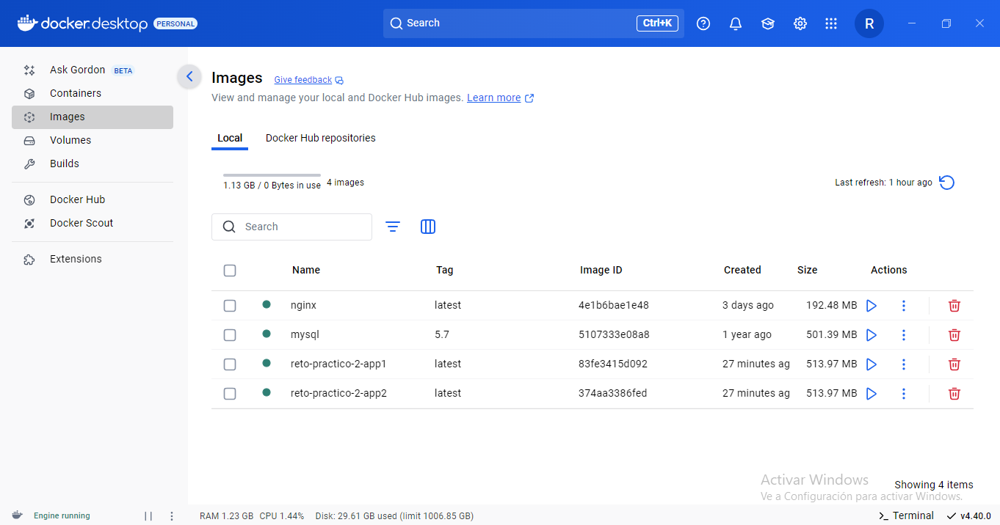 docker.desktop PERSONAL Search Ctrl+K R
Ask Gordon BETA
Containers
Images
Volumes
Builds
Docker Hub
Docker Scout
Extensions
Images Give feedback
View and manage your local and Docker Hub images. Learn more
Local Docker Hub repositories
1.13 GB / 0 Bytes in use 4 images Last refresh: 1 hour ago
Search
Name Tag Image ID Created Size Actions
nginx latest 4e1b6bae1e48 3 days ago 192.48 MB
mysql 5.7 5107333e08a8 1 year ago 501.39 MB
reto-practico-2-app1 latest 83fe3415d092 27 minutes ag 513.97 MB
reto-practico-2-app2 latest 374aa3386fed 27 minutes ag 513.97 MB
Activar Windows
Showing 4 items
Ve a Configuración para activar Windows.
Engine running RAM 1.23 GB CPU 1.44% Disk: 29.61 GB used (limit 1006.85 GB) Terminal v4.40.0